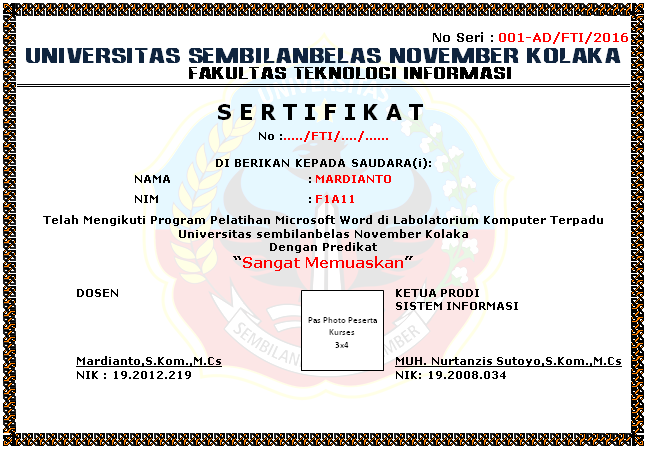 No Seri : 001-AD/FTI/2016
UNIVERSITAS SEMBILANBELAS NOVEMBER KOLAKA
FAKULTAS TEKNOLOGI INFORMASI
SERTIFIKAT
No :...../FTI/..../......
DI BERIKAN KEPADA SAUDARA(i):
NAMA : MARDIANTO
NIM : F1A11
Telah Mengikuti Program Pelatihan Microsoft Word di Labolatorium Komputer Terpadu
Universitas sembilanbelas November Kolaka
Dengan Predikat
“Sangat Memuaskan”
DOSEN
Mardianto,S.Kom.,M.Cs
NIK : 19.2012.219
Pas Photo Peserta
Kurses
3x4
KETUA PRODI
SISTEM INFORMASI
MUH. Nurtanzis Sutoyo,S.Kom.,M.Cs
NIK: 19.2008.034
UNIVERSITAS